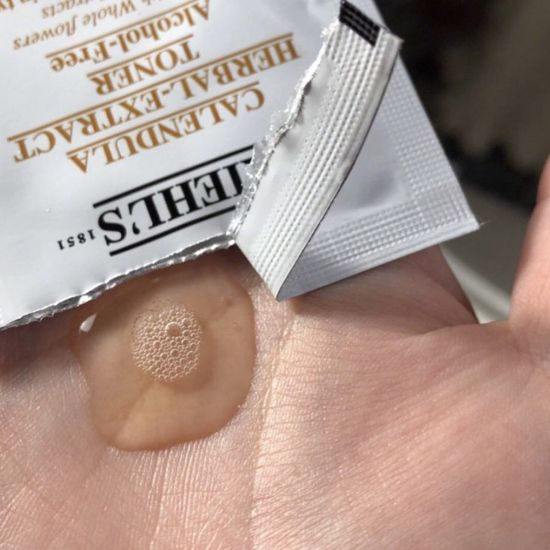 KIEHL'S
1851
CALENDULA
HERBAL-EXTRACT
TONER
Alcohol-Free
Whole flowers